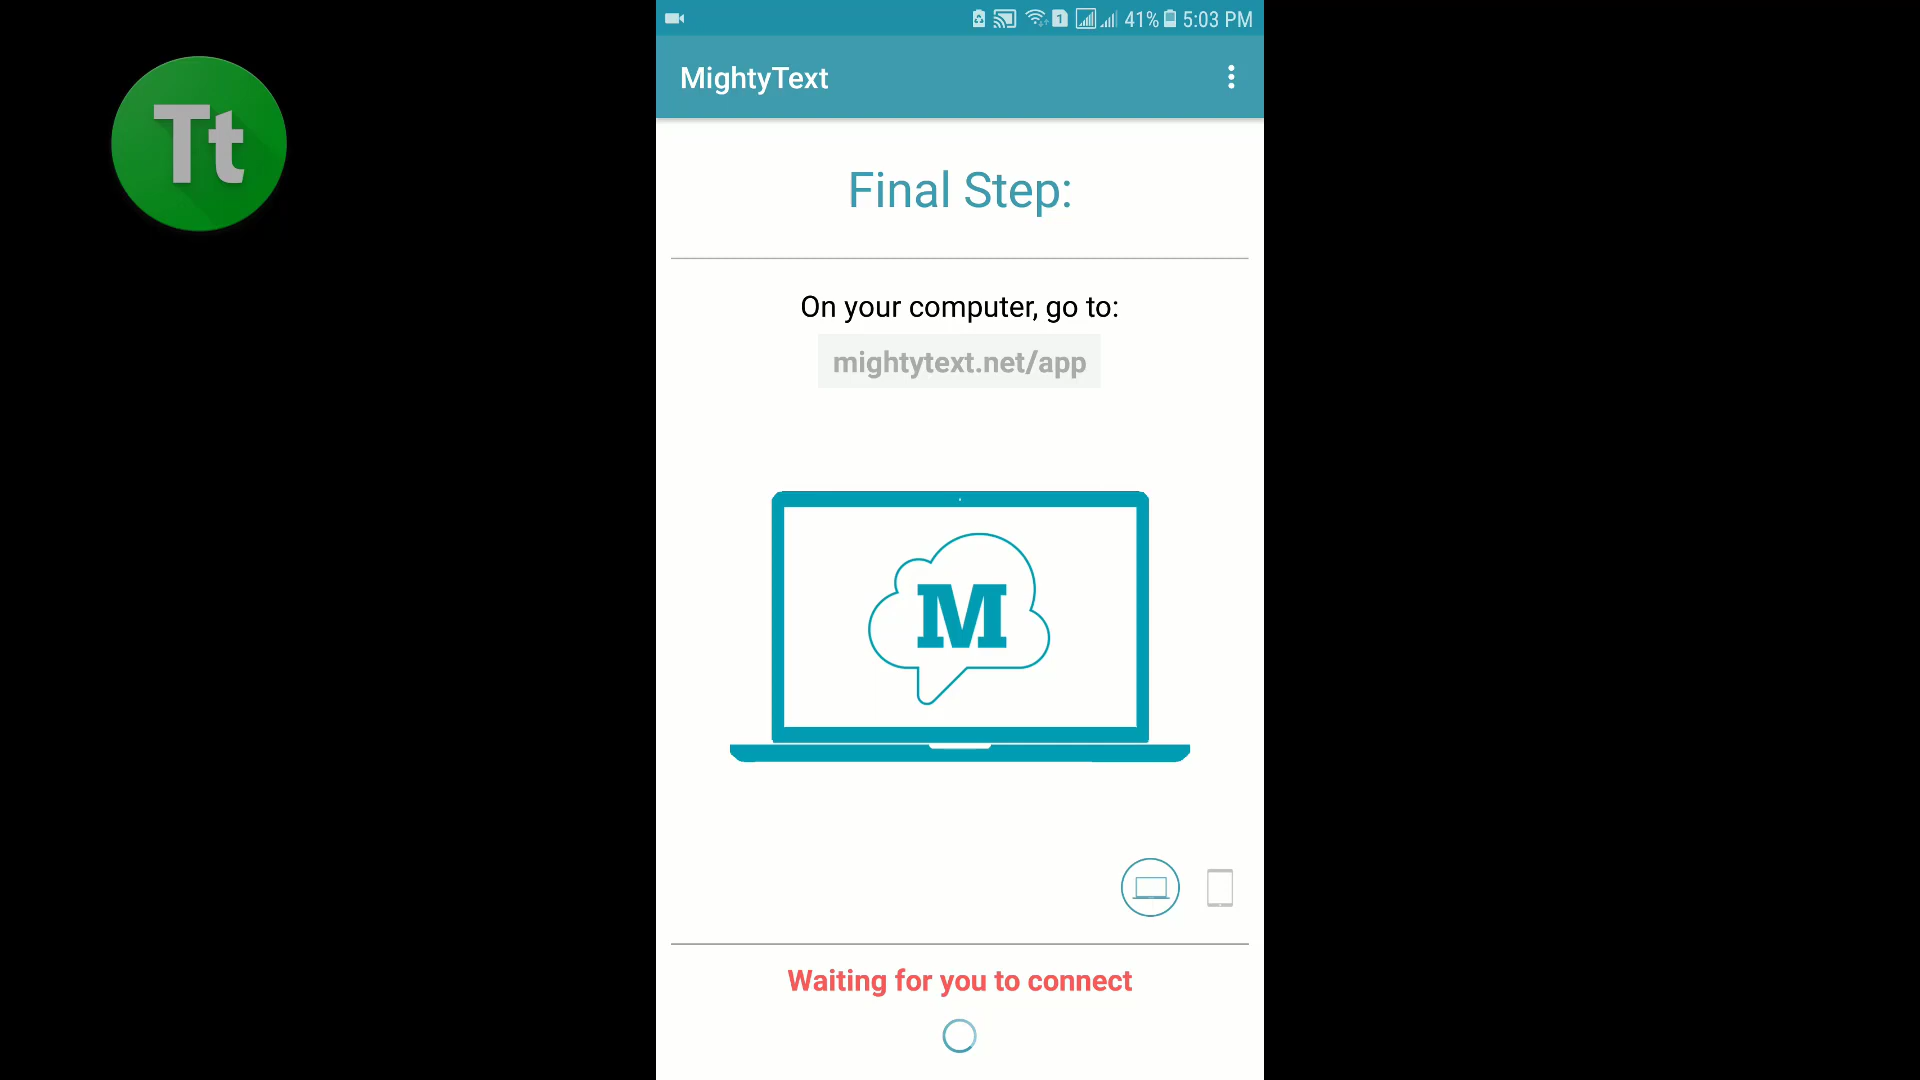 41% 5:03 PM
Tt
MightyText
Final Step:
On your computer, go to:
mightytext.net/app
M
Waiting for you to connect